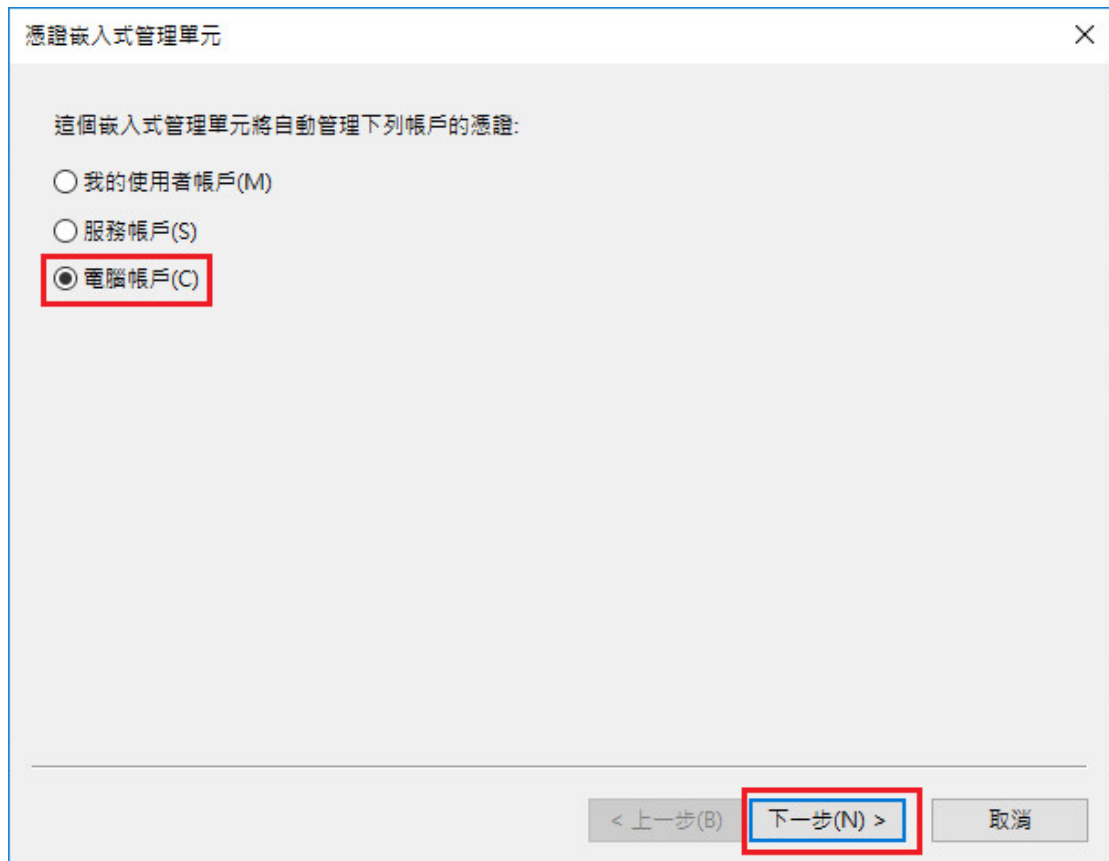 憑證嵌入式管理單元
這個嵌入式管理單元將自動管理下列帳戶的憑證:
我的使用者帳戶(M)
服務帳戶(S)
電腦帳戶(C)
< 上一步(B) 下一步(N) > 取消